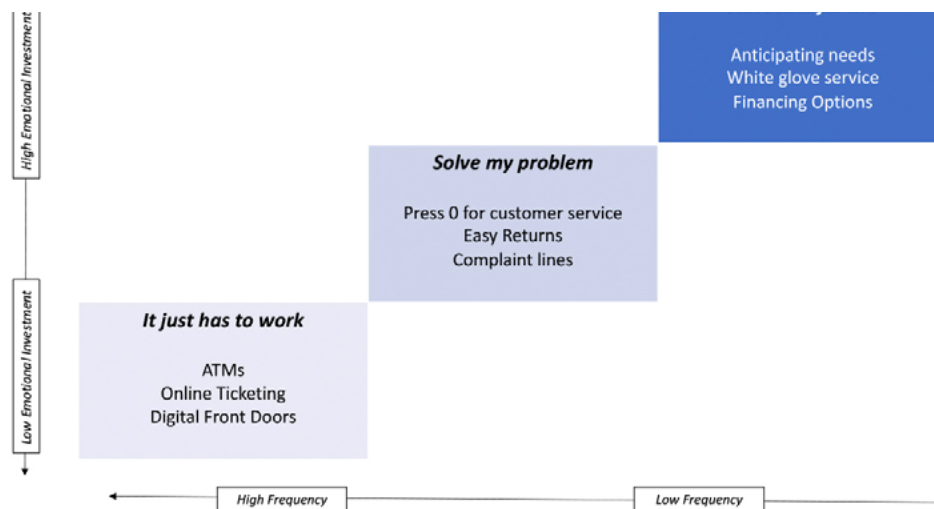 Anticipating needs
White glove service
Financing Options
High Emotional Investment
Solve my problem
Press 0 for customer service
Easy Returns
Complaint lines
Low Emotional Investment
It just has to work
ATMs
Online Ticketing
Digital Front Doors
High Frequency
Low Frequency